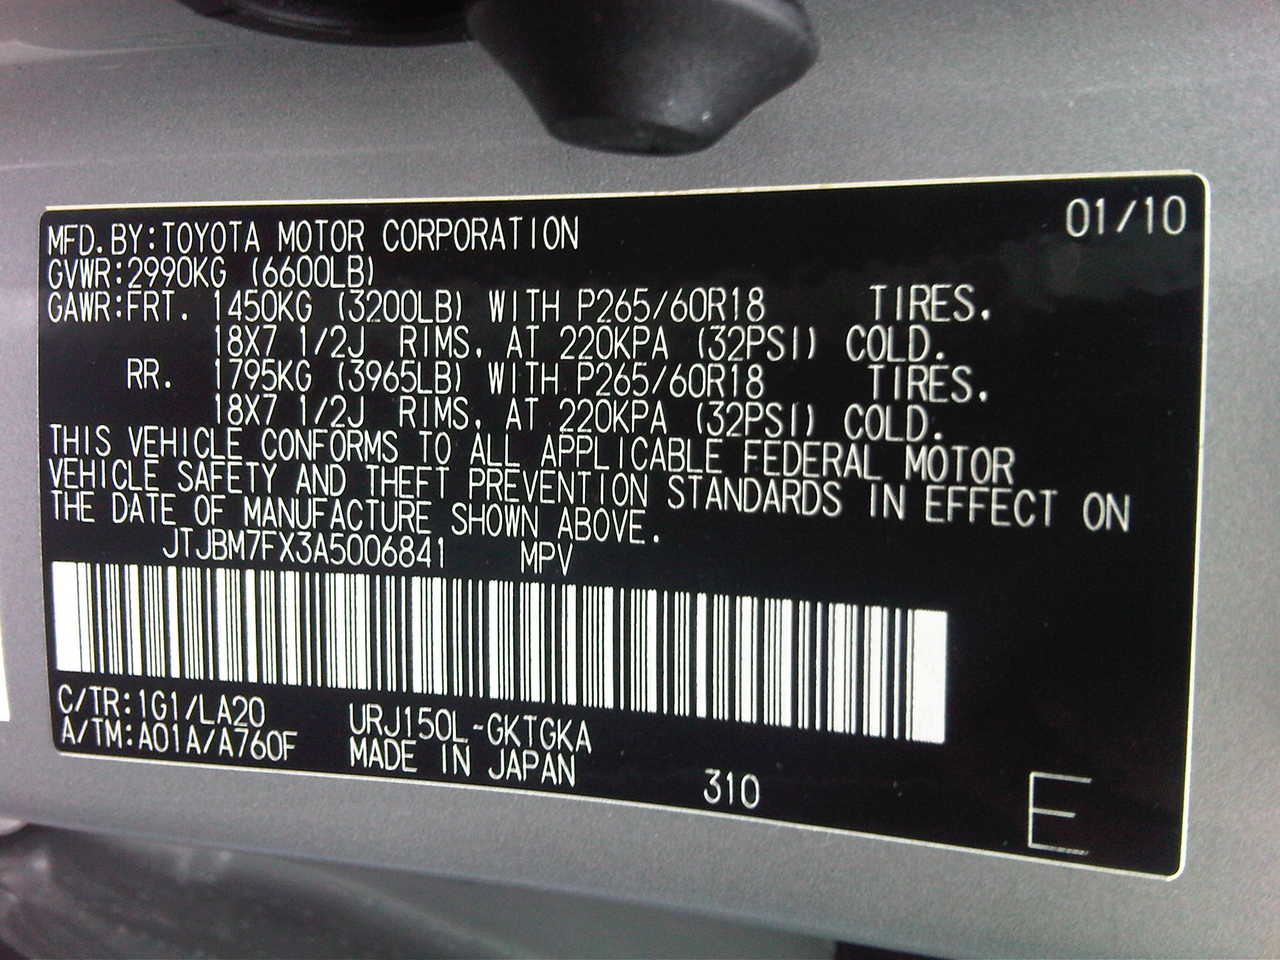 01/10
MFD.BY:TOYOTA MOTOR CORPORATION
GVWR:2990KG (6600LB)
GAWR:FRT. 1450KG (3200LB) WITH P265/60R18 TIRES.
18X7 1/2J RIMS. AT 220KPA (32PSI) COLD.
RR. 1795KG (3965LB) WITH P265/60R18 TIRES.
18X7 1/2J RIMS. AT 220KPA (32PSI) COLD.
THIS VEHICLE CONFORMS TO ALL APPLICABLE FEDERAL MOTOR
VEHICLE SAFETY AND THEFT PREVENTION STANDARDS IN EFFECT ON
THE DATE OF MANUFACTURE SHOWN ABOVE.
JTJBM7FX3A5006841 MPV
C/TR:1G1/LA20 URJ150L-GKTGKA
A/TM:A01A/A760F MADE IN JAPAN
310
E